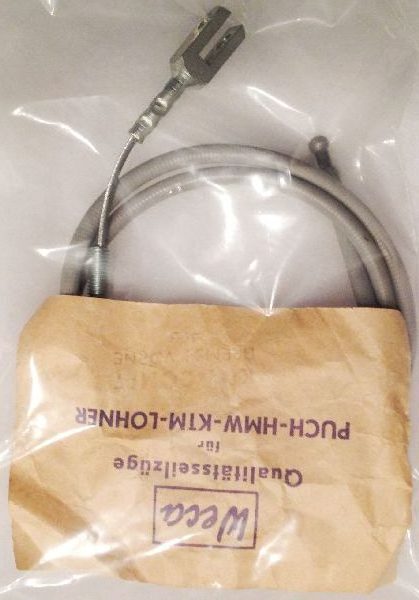 Weca
Qualitätsseilzüge
für
PUCH-HMW-KTM-LOHNER